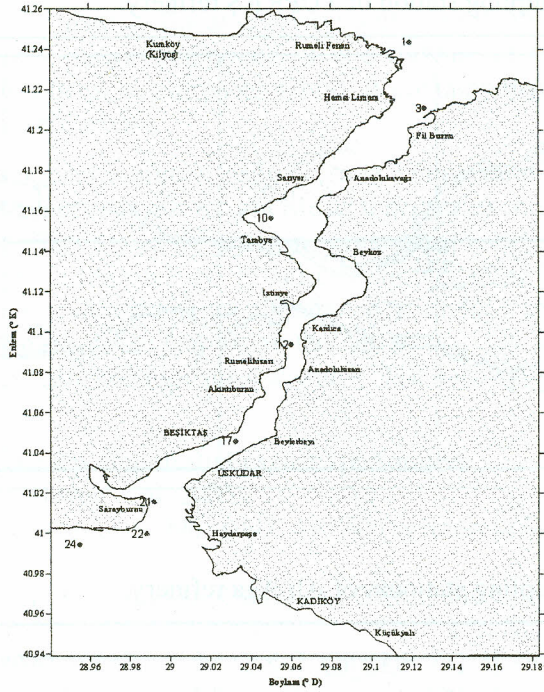 41.26
41.24
41.22
41.2
41.18
41.16
41.14
41.12
41.1
41.08
41.06
41.04
41.02
41
40.98
40.96
40.94
Enlem (° K)
Kumköy
(Kilyos)
Rumeli Feneri
1
Hamsi Limanı
3
Fil Burnu
Sarıyer
Anadolukavağı
10
Tarabya
Beykoz
İstinye
Kanlıca
12
Rumelihisarı
Anadoluhisarı
Akıntıburnu
BEŞİKTAŞ
17
Beylerbeyi
ÜSKÜDAR
21
Sarayburnu
22
24
Haydarpaşa
KADIKÖY
Küçükyalı
28.96 28.98 29 29.02 29.04 29.06 29.08 29.1 29.12 29.14 29.16 29.18
Boylam (° D)